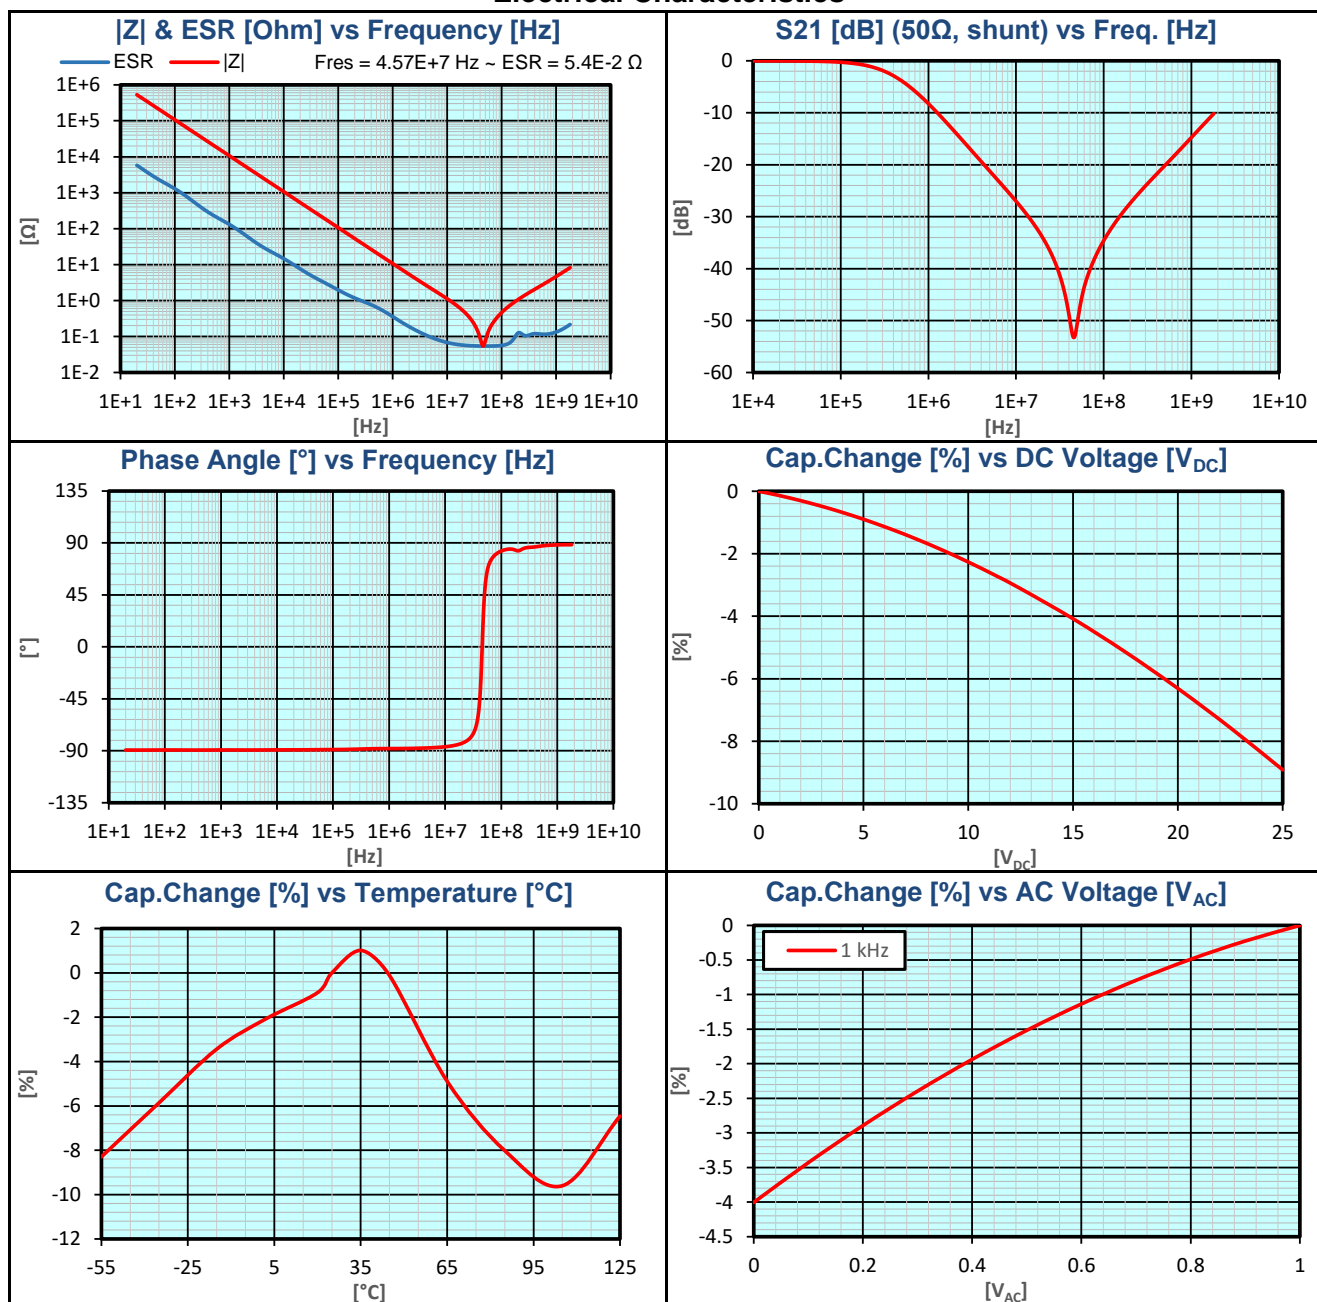 |Z| & ESR [Ohm] vs Frequency [Hz]
ESR |Z| Fres = 4.57E+7 Hz ~ ESR = 5.4E-2 Ω
1E+6
1E+5
1E+4
1E+3
1E+2
1E+1
1E+0
1E-1
1E-2
[Ω]
1E+1 1E+2 1E+3 1E+4 1E+5 1E+6 1E+7 1E+8 1E+9 1E+10
[Hz]
S21 [dB] (50Ω, shunt) vs Freq. [Hz]
0
-10
-20
-30
-40
-50
-60
[dB]
1E+4 1E+5 1E+6 1E+7 1E+8 1E+9 1E+10
[Hz]
Phase Angle [°] vs Frequency [Hz]
135
90
45
0
-45
-90
-135
[°]
1E+1 1E+2 1E+3 1E+4 1E+5 1E+6 1E+7 1E+8 1E+9 1E+10
[Hz]
Cap.Change [%] vs DC Voltage [VDC]
0
-2
-4
-6
-8
-10
[%]
0 5 10 15 20 25
[VDC]
Cap.Change [%] vs Temperature [°C]
2
0
-2
-4
-6
-8
-10
-12
[%]
-55 -25 5 35 65 95 125
[°C]
Cap.Change [%] vs AC Voltage [VAC]
1 kHz
0
-0.5
-1
-1.5
-2
-2.5
-3
-3.5
-4
-4.5
[%]
0 0.2 0.4 0.6 0.8 1
[VAC]